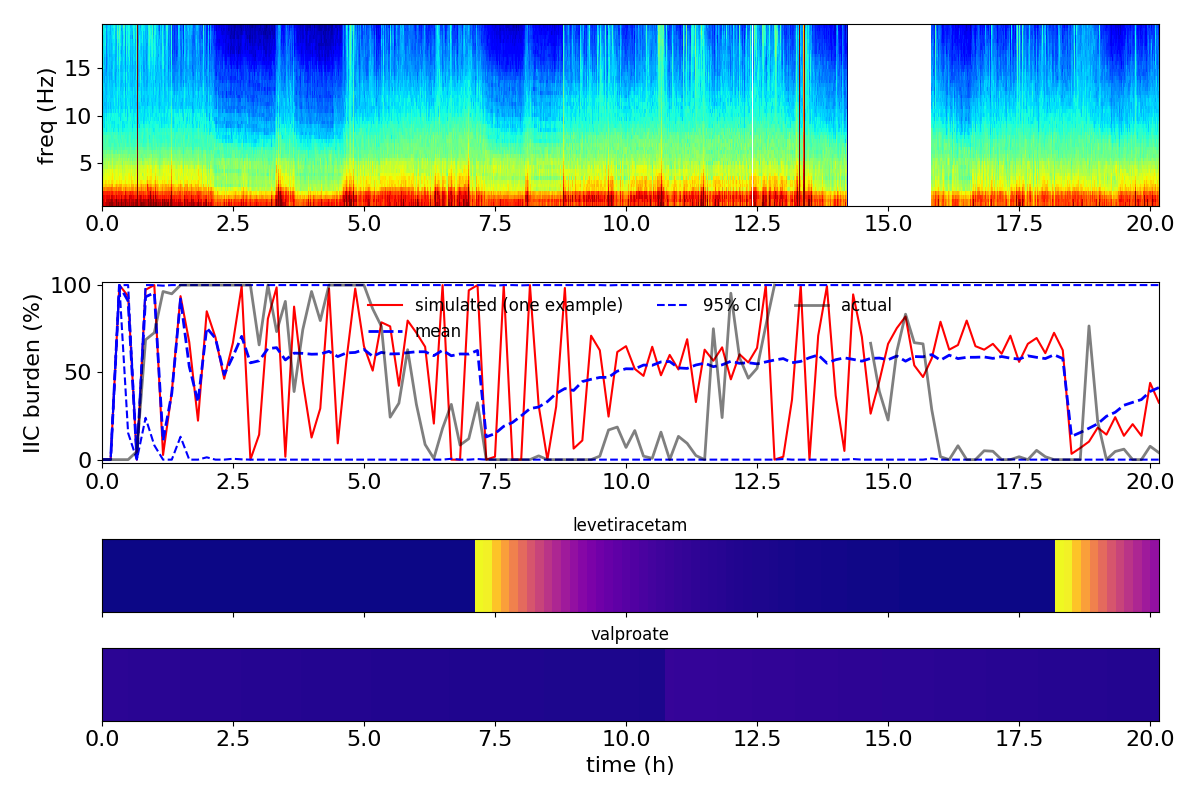 freq (Hz)
15
10
5
0.0 2.5 5.0 7.5 10.0 12.5 15.0 17.5 20.0
IIC burden (%)
100
50
0
simulated (one example) 95% CI actual
mean
0.0 2.5 5.0 7.5 10.0 12.5 15.0 17.5 20.0
levetiracetam
valproate
0.0 2.5 5.0 7.5 10.0 12.5 15.0 17.5 20.0
time (h)